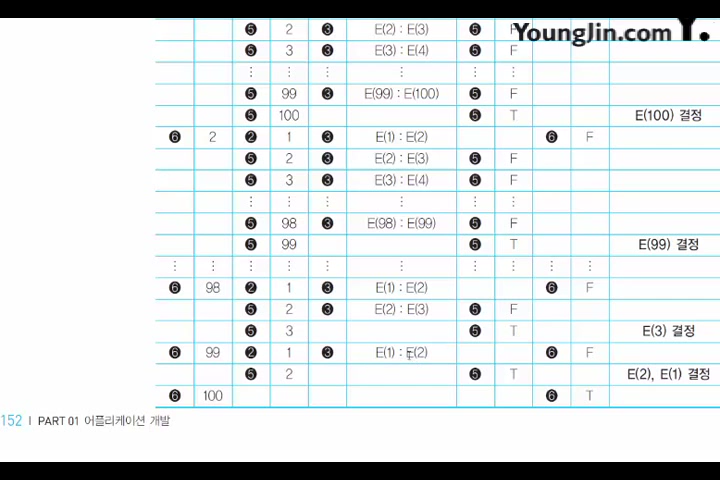 YoungJin.com Y.
❺ 2 ❸ E(2) : E(3) ❺ F
❺ 3 ❸ E(3) : E(4) ❺ F
⋮ ⋮ ⋮ ⋮ ⋮ ⋮
❺ 99 ❸ E(99) : E(100) ❺ F
❺ 100 ❺ T E(100) 결정
❻ 2 ❷ 1 ❸ E(1) : E(2) ❻ F
❺ 2 ❸ E(2) : E(3) ❺ F
❺ 3 ❸ E(3) : E(4) ❺ F
⋮ ⋮ ⋮ ⋮ ⋮ ⋮
❺ 98 ❸ E(98) : E(99) ❺ F
❺ 99 ❺ T E(99) 결정
⋮ ⋮ ⋮ ⋮ ⋮ ⋮ ⋮ ⋮ ⋮ ⋮
❻ 98 ❷ 1 ❸ E(1) : E(2) ❻ F
❺ 2 ❸ E(2) : E(3) ❺ F
❺ 3 ❺ T E(3) 결정
❻ 99 ❷ 1 ❸ E(1) : E(2) ❻ F
❺ 2 ❺ T E(2), E(1) 결정
❻ 100 ❻ T
152 I PART 01 어플리케이션 개발